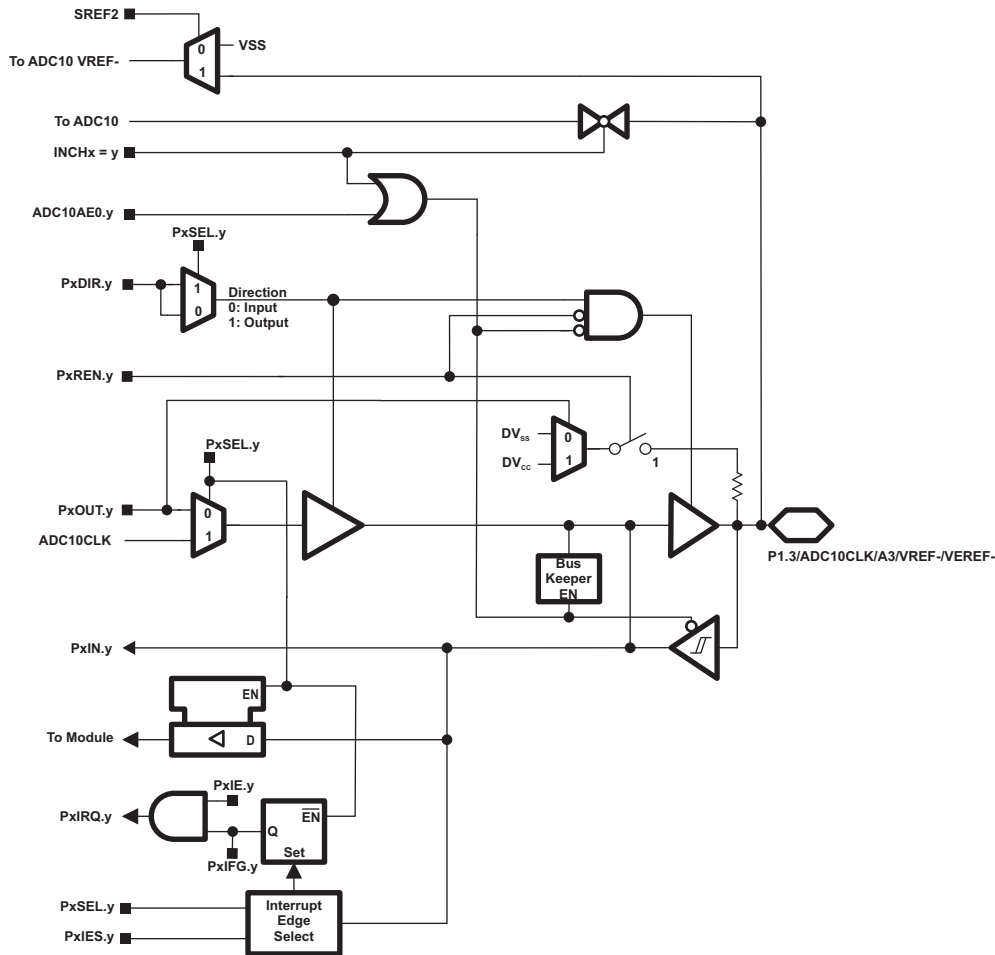 SREF2
0
VSS
To ADC10 VREF-
1
To ADC10
INCHx = y
ADC10AE0.y
PxSEL.y
PxDIR.y
1
0
Direction
0: Input
1: Output
PxREN.y
DVSS
0
DVCC
1
1
PxSEL.y
PxOUT.y
0
ADC10CLK
1
P1.3/ADC10CLK/A3/VREF-/VEREF-
Bus
Keeper
EN
PxIN.y
EN
To Module
D
PxIE.y
PxIRQ.y
EN
Q
Set
PxIFG.y
PxSEL.y
PxIES.y
Interrupt
Edge
Select